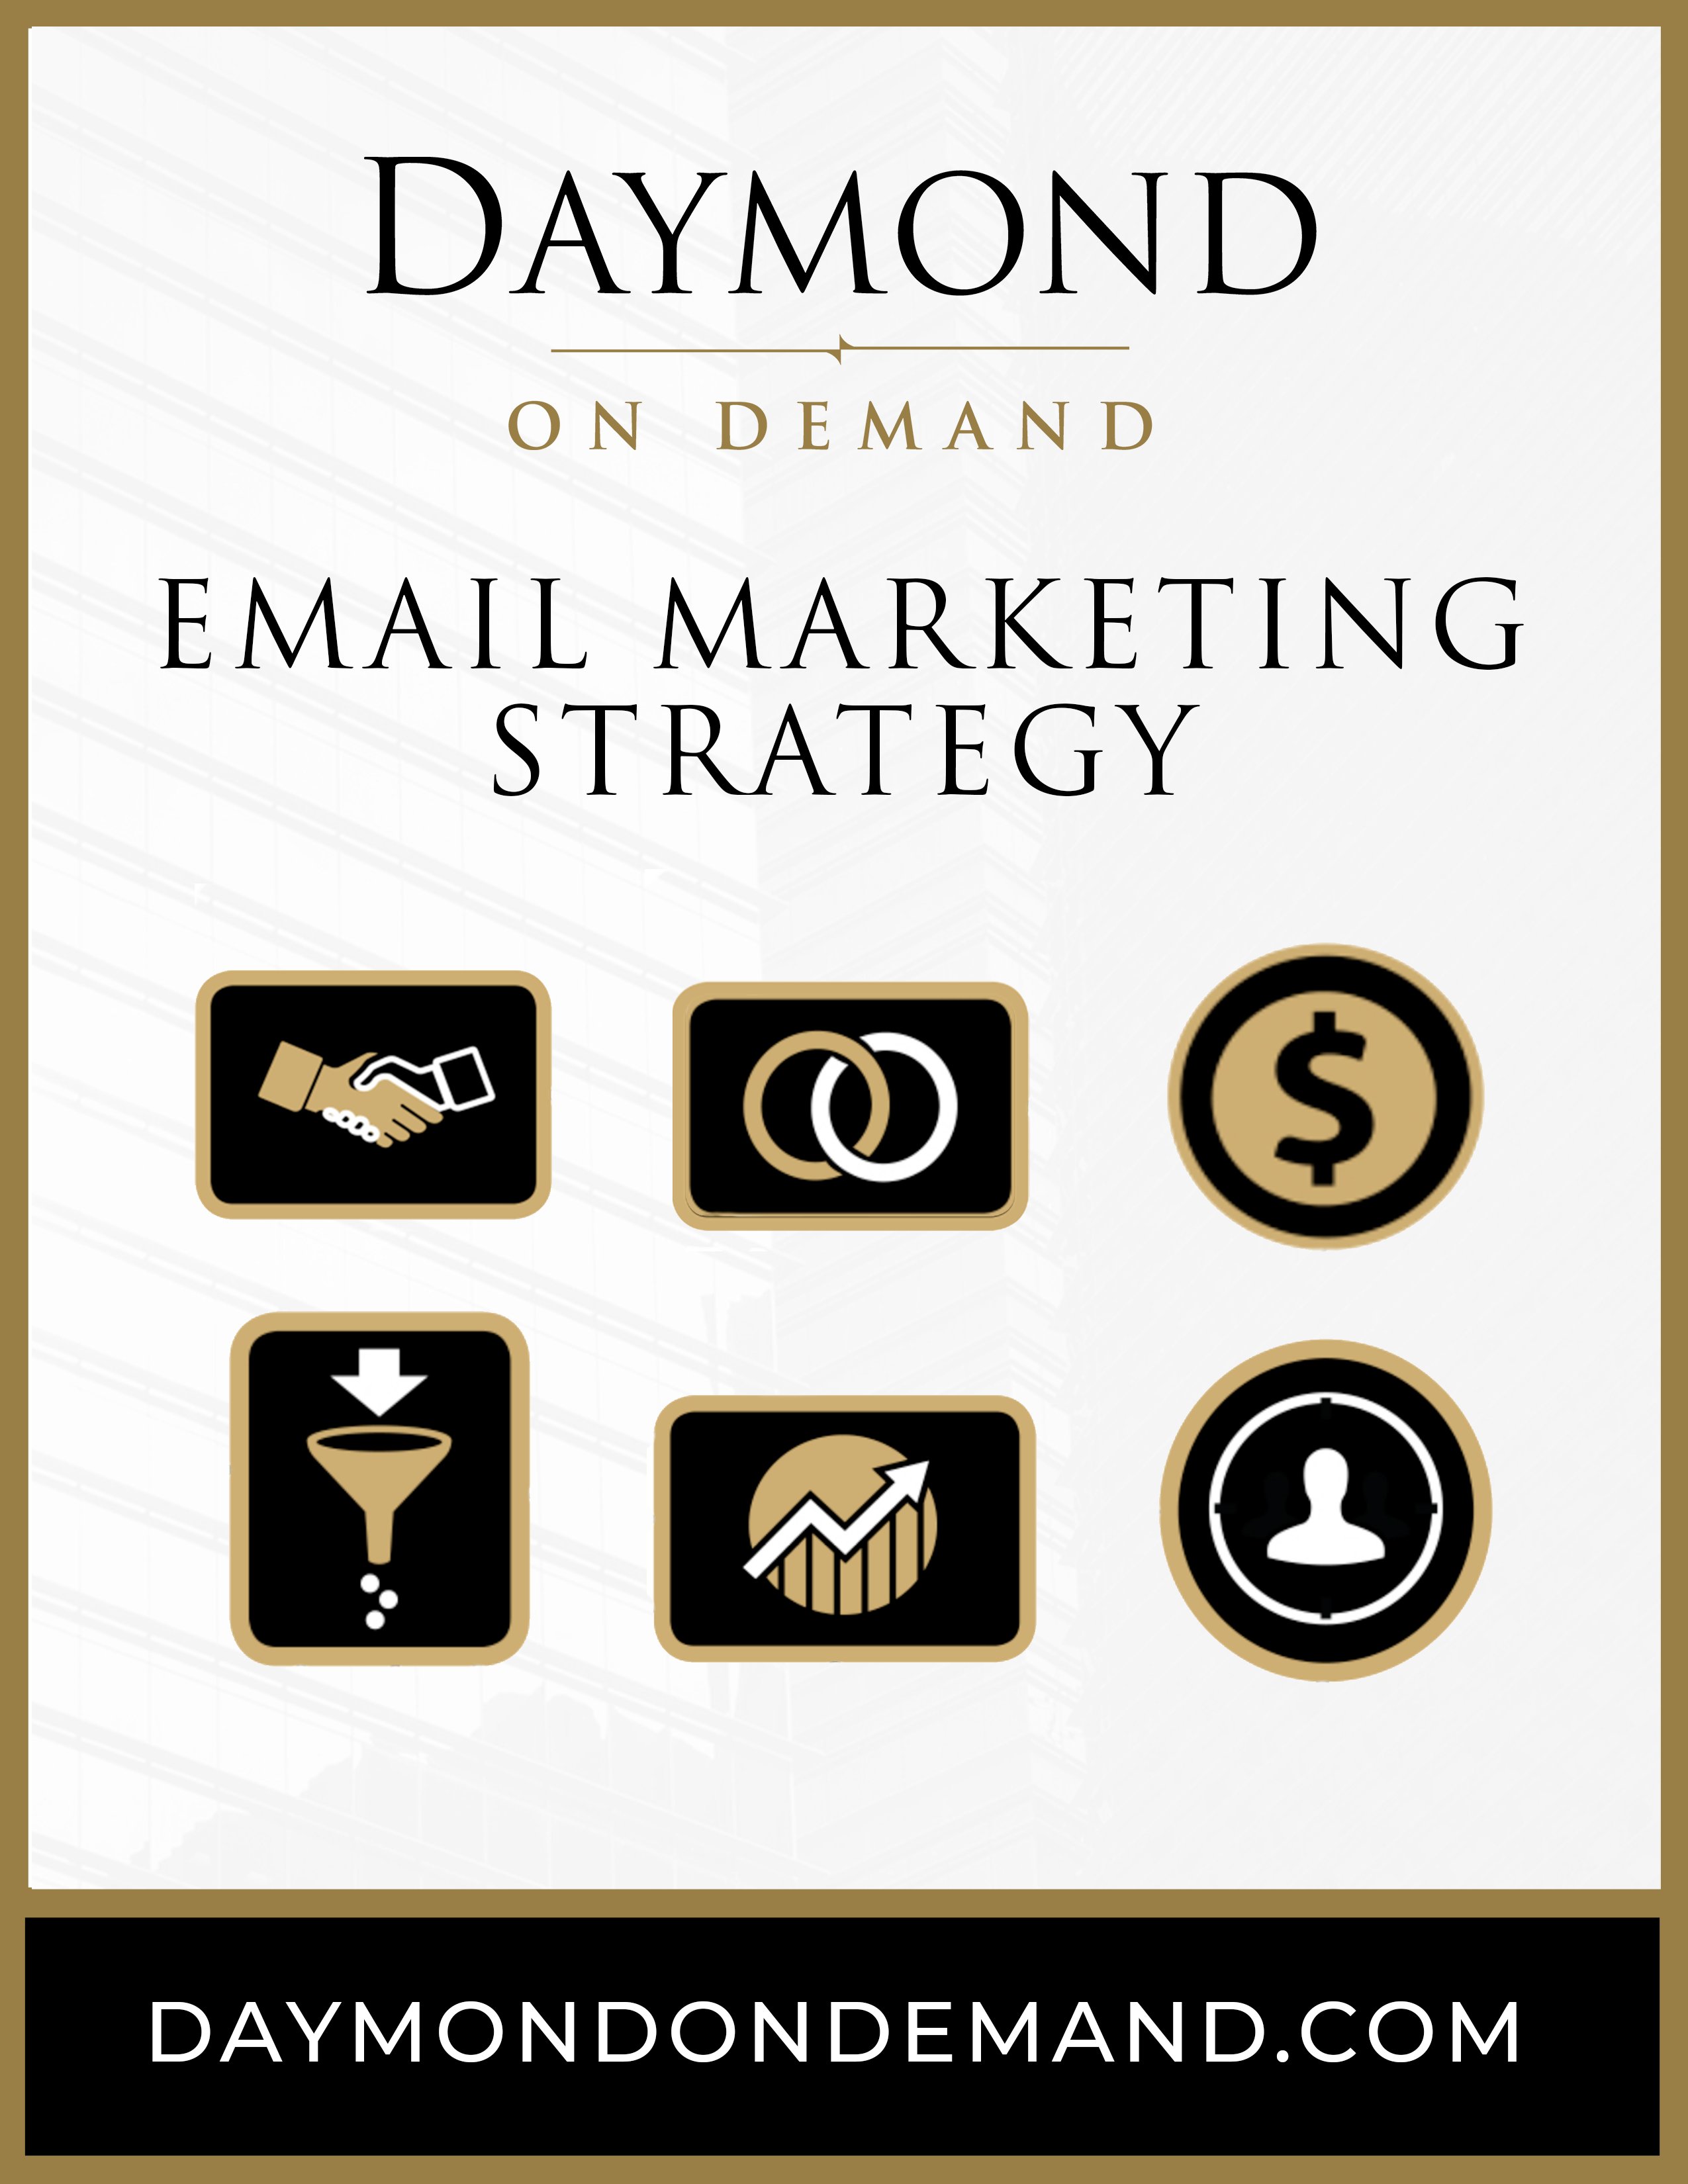 DAYMOND
ON DEMAND
EMAIL MARKETING
STRATEGY
$
DAYMONDONDEMAND.COM